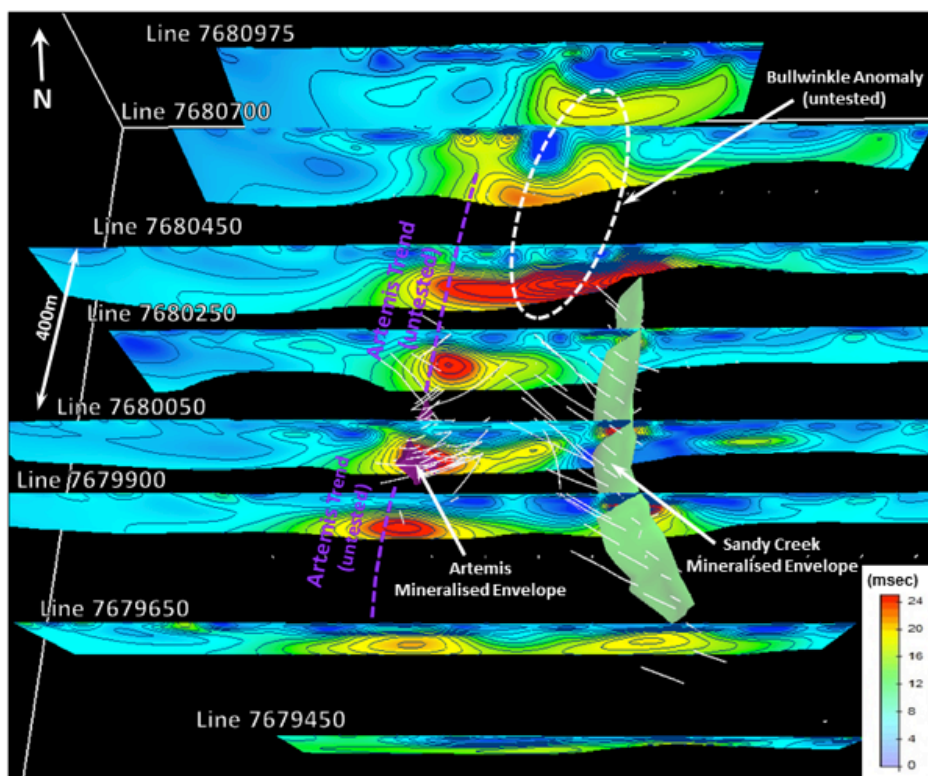 Line 7680975
Bullwinkle Anomaly
(untested)
N
Line 7680700
Line 7680450
Artemis Trend
(untested)
400m
Line 7680250
Line 7680050
Line 7679900
Artemis Trend
(untested)
Artemis
Mineralised Envelope
Sandy Creek
Mineralised Envelope
Line 7679650
Line 7679450
(msec)
24
20
16
12
8
4
0